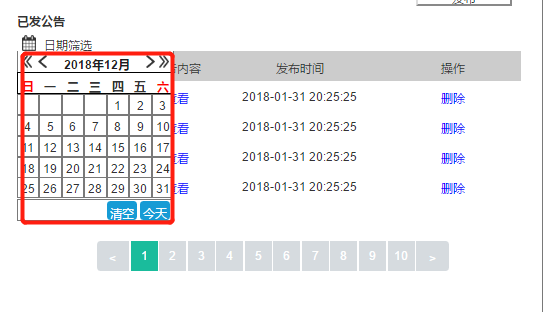 已发公告
日期筛选
2018年12月
日 一 二 三 四 五 六
1 2 3
4 5 6 7 8 9 10
11 12 13 14 15 16 17
18 19 20 21 22 23 24
25 26 27 28 29 30 31
清空 今天
内容 发布时间 操作
看 2018-01-31 20:25:25 删除
看 2018-01-31 20:25:25 删除
看 2018-01-31 20:25:25 删除
看 2018-01-31 20:25:25 删除
< 1 2 3 4 5 6 7 8 9 10 >